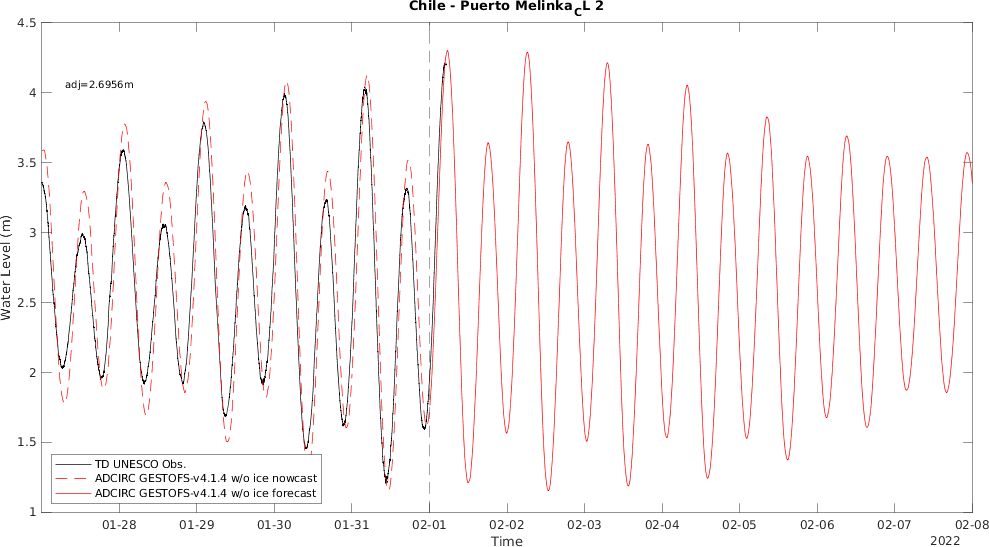 Chile - Puerto MelinkaCL 2
adj=2.6956m
4.5
4
3.5
3
2.5
2
1.5
1
Water Level (m)
TD UNESCO Obs.
ADCIRC GESTOFS-v4.1.4 w/o ice nowcast
ADCIRC GESTOFS-v4.1.4 w/o ice forecast
01-28 01-29 01-30 01-31 02-01 02-02 02-03 02-04 02-05 02-06 02-07 02-08
Time
2022